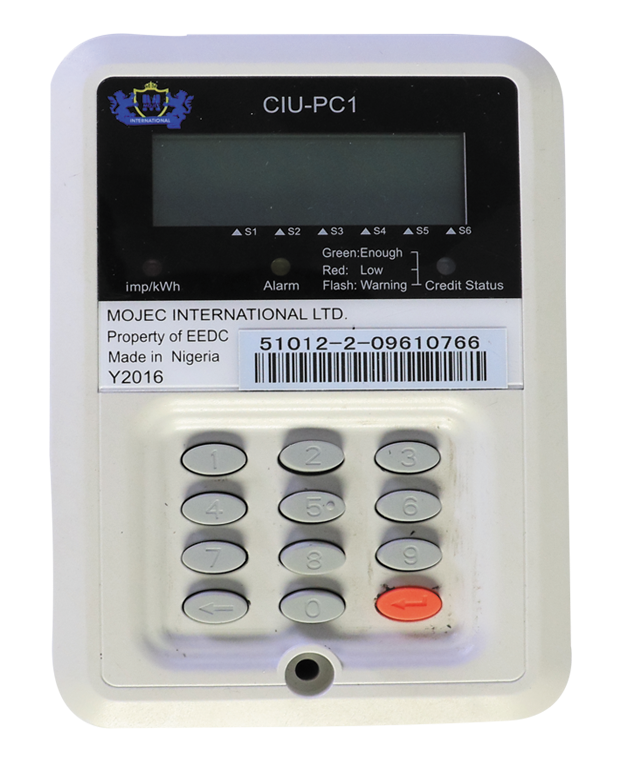 M
INTERNATIONAL
CIU-PC1
▲ S1 ▲ S2 ▲ S3 ▲ S4 ▲ S5 ▲ S6
Green:Enough
Red: Low
Flash: Warning
imp/kWh
Alarm
Credit Status
MOJEC INTERNATIONAL LTD.
Property of EEDC
Made in Nigeria
Y2016
51012-2-09610766
1 2 3
4 5 6
7 8 9
← 0 ↵